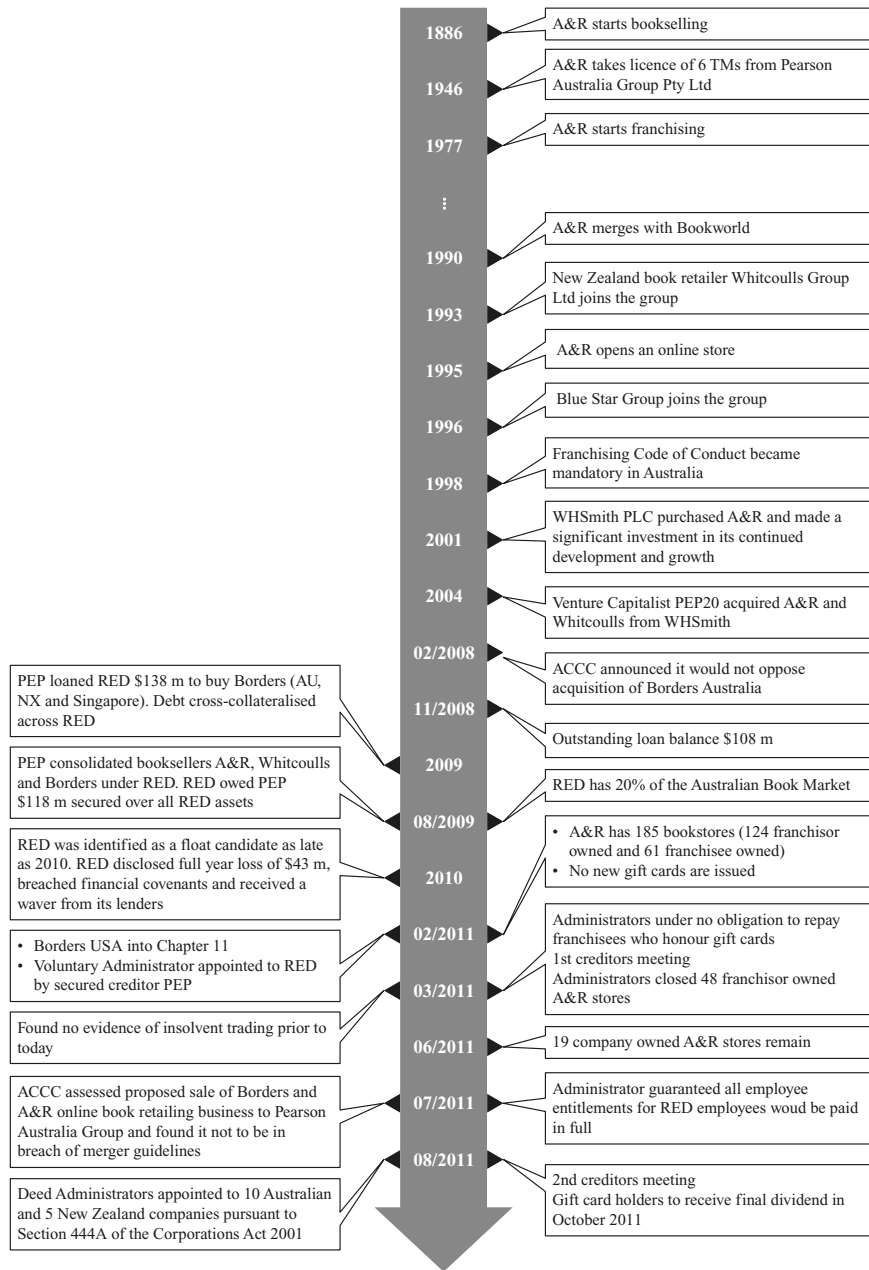 1886
A&R starts bookselling
1946
A&R takes licence of 6 TMs from Pearson
Australia Group Pty Ltd
1977
A&R starts franchising
⋮
1990
A&R merges with Bookworld
1993
New Zealand book retailer Whitcoulls Group
Ltd joins the group
1995
A&R opens an online store
1996
Blue Star Group joins the group
1998
Franchising Code of Conduct became
mandatory in Australia
2001
WHSmith PLC purchased A&R and made a
significant investment in its continued
development and growth
2004
Venture Capitalist PEP20 acquired A&R and
Whitcoulls from WHSmith
02/2008
ACCC announced it would not oppose
acquisition of Borders Australia
11/2008
Outstanding loan balance $108 m
PEP loaned RED $138 m to buy Borders (AU,
NX and Singapore). Debt cross-collateralised
across RED
2009
PEP consolidated booksellers A&R, Whitcoulls
and Borders under RED. RED owed PEP
$118 m secured over all RED assets
08/2009
RED has 20% of the Australian Book Market
RED was identified as a float candidate as late
as 2010. RED disclosed full year loss of $43 m,
breached financial covenants and received a
waver from its lenders
2010
• A&R has 185 bookstores (124 franchisor
owned and 61 franchisee owned)
• No new gift cards are issued
• Borders USA into Chapter 11
• Voluntary Administrator appointed to RED
by secured creditor PEP
02/2011
Administrators under no obligation to repay
franchisees who honour gift cards
1st creditors meeting
Administrators closed 48 franchisor owned
A&R stores
03/2011
Found no evidence of insolvent trading prior to
today
06/2011
19 company owned A&R stores remain
ACCC assessed proposed sale of Borders and
A&R online book retailing business to Pearson
Australia Group and found it not to be in
breach of merger guidelines
07/2011
Administrator guaranteed all employee
entitlements for RED employees woud be paid
in full
08/2011
Deed Administrators appointed to 10 Australian
and 5 New Zealand companies pursuant to
Section 444A of the Corporations Act 2001
2nd creditors meeting
Gift card holders to receive final dividend in
October 2011